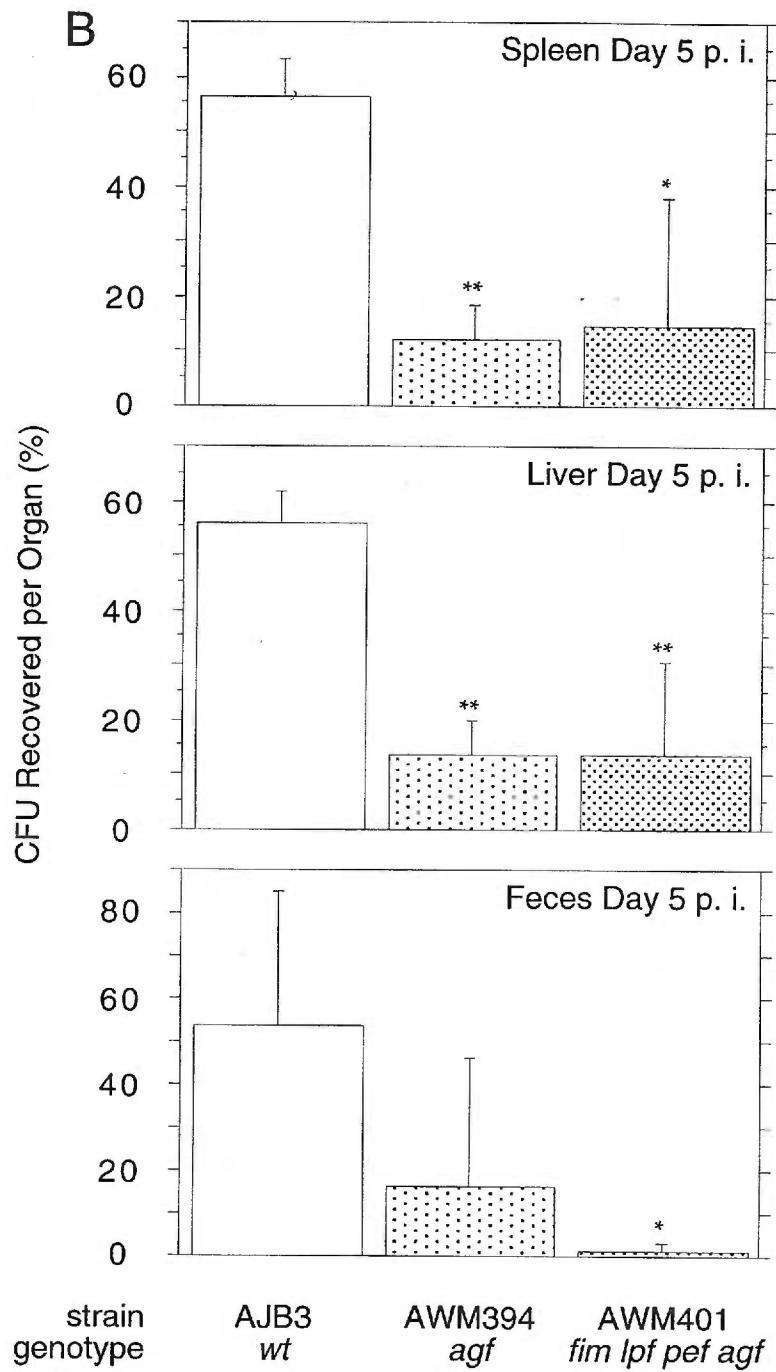 B
Spleen Day 5 p. i.
60
40
20
0
*
**
Liver Day 5 p. i.
60
40
20
0
**
**
Feces Day 5 p. i.
80
60
40
20
0
*
CFU Recovered per Organ (%)
strain AJB3 AWM394 AWM401
genotype wt agf fim lpf pef agf